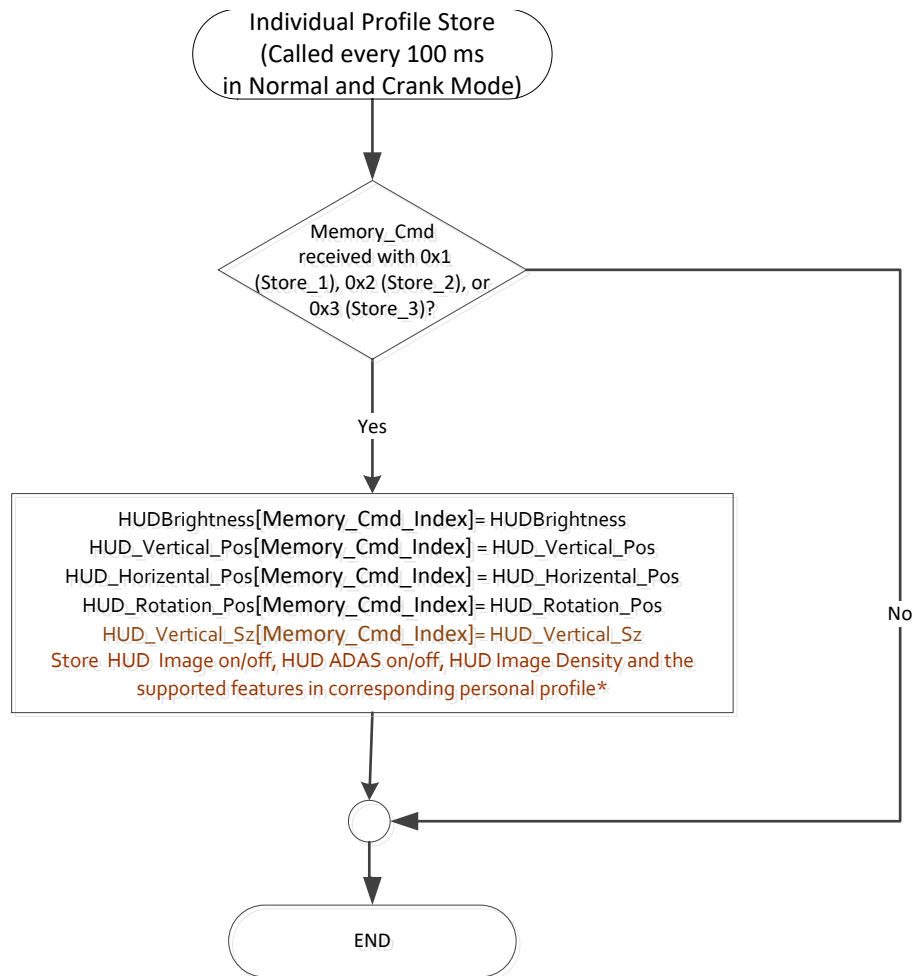 Individual Profile Store
(Called every 100 ms
in Normal and Crank Mode)
Memory_Cmd
received with 0x1
(Store_1), 0x2 (Store_2), or
0x3 (Store_3)?
Yes
HUDBrightness[Memory_Cmd_Index]= HUDBrightness
HUD_Vertical_Pos[Memory_Cmd_Index] = HUD_Vertical_Pos
HUD_Horizental_Pos[Memory_Cmd_Index] = HUD_Horizental_Pos
HUD_Rotation_Pos[Memory_Cmd_Index]= HUD_Rotation_Pos
HUD_Vertical_Sz[Memory_Cmd_Index]= HUD_Vertical_Sz
Store HUD Image on/off, HUD ADAS on/off, HUD Image Density and the
supported features in corresponding personal profile*
No
END